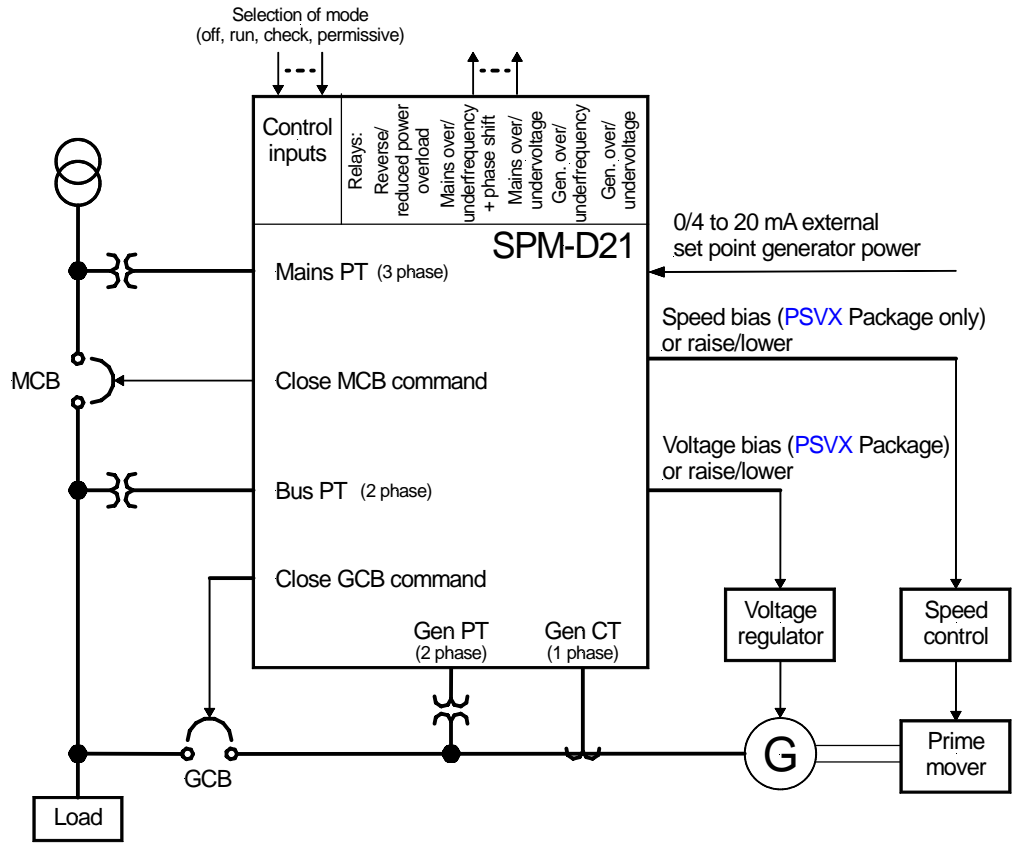 Selection of mode
(off, run, check, permissive)
Control
inputs
Relays:
Reverse/
reduced power
overload
Mains over/
underfrequency
+ phase shift
Mains over/
undervoltage
Gen. over/
underfrequency
Gen. over/
undervoltage
SPM-D21
0/4 to 20 mA external
set point generator power
Mains PT (3 phase)
Speed bias (PSVX Package only)
or raise/lower
MCB
Close MCB command
Voltage bias (PSVX Package)
or raise/lower
Bus PT (2 phase)
Close GCB command
Gen PT
(2 phase)
Gen CT
(1 phase)
Voltage
regulator
Speed
control
GCB
G
Prime
mover
Load